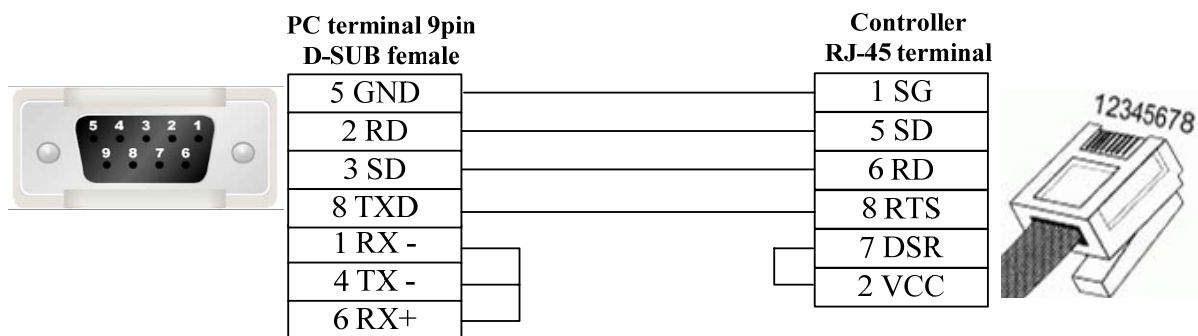 PC terminal 9pin
D-SUB female
5 GND
2 RD
3 SD
8 TXD
1 RX -
4 TX -
6 RX+
5 4 3 2 1
9 8 7 6
Controller
RJ-45 terminal
1 SG
5 SD
6 RD
8 RTS
7 DSR
2 VCC
12345678